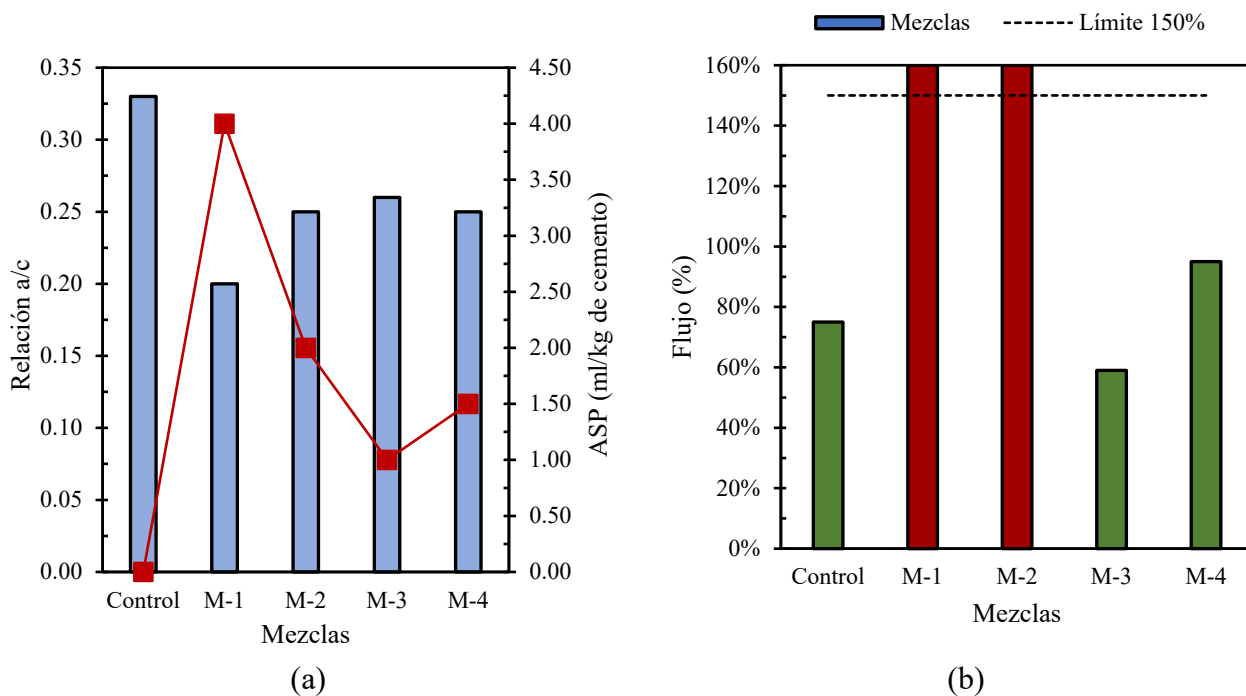 Relación a/c
0.35
0.30
0.25
0.20
0.15
0.10
0.05
0.00
4.50
4.00
3.50
3.00
2.50
2.00
1.50
1.00
0.50
0.00
ASP (ml/kg de cemento)
Control M-1 M-2 M-3 M-4
Mezclas
(a)
Mezclas Límite 150%
Flujo (%)
160%
140%
120%
100%
80%
60%
40%
20%
0%
Control M-1 M-2 M-3 M-4
Mezclas
(b)